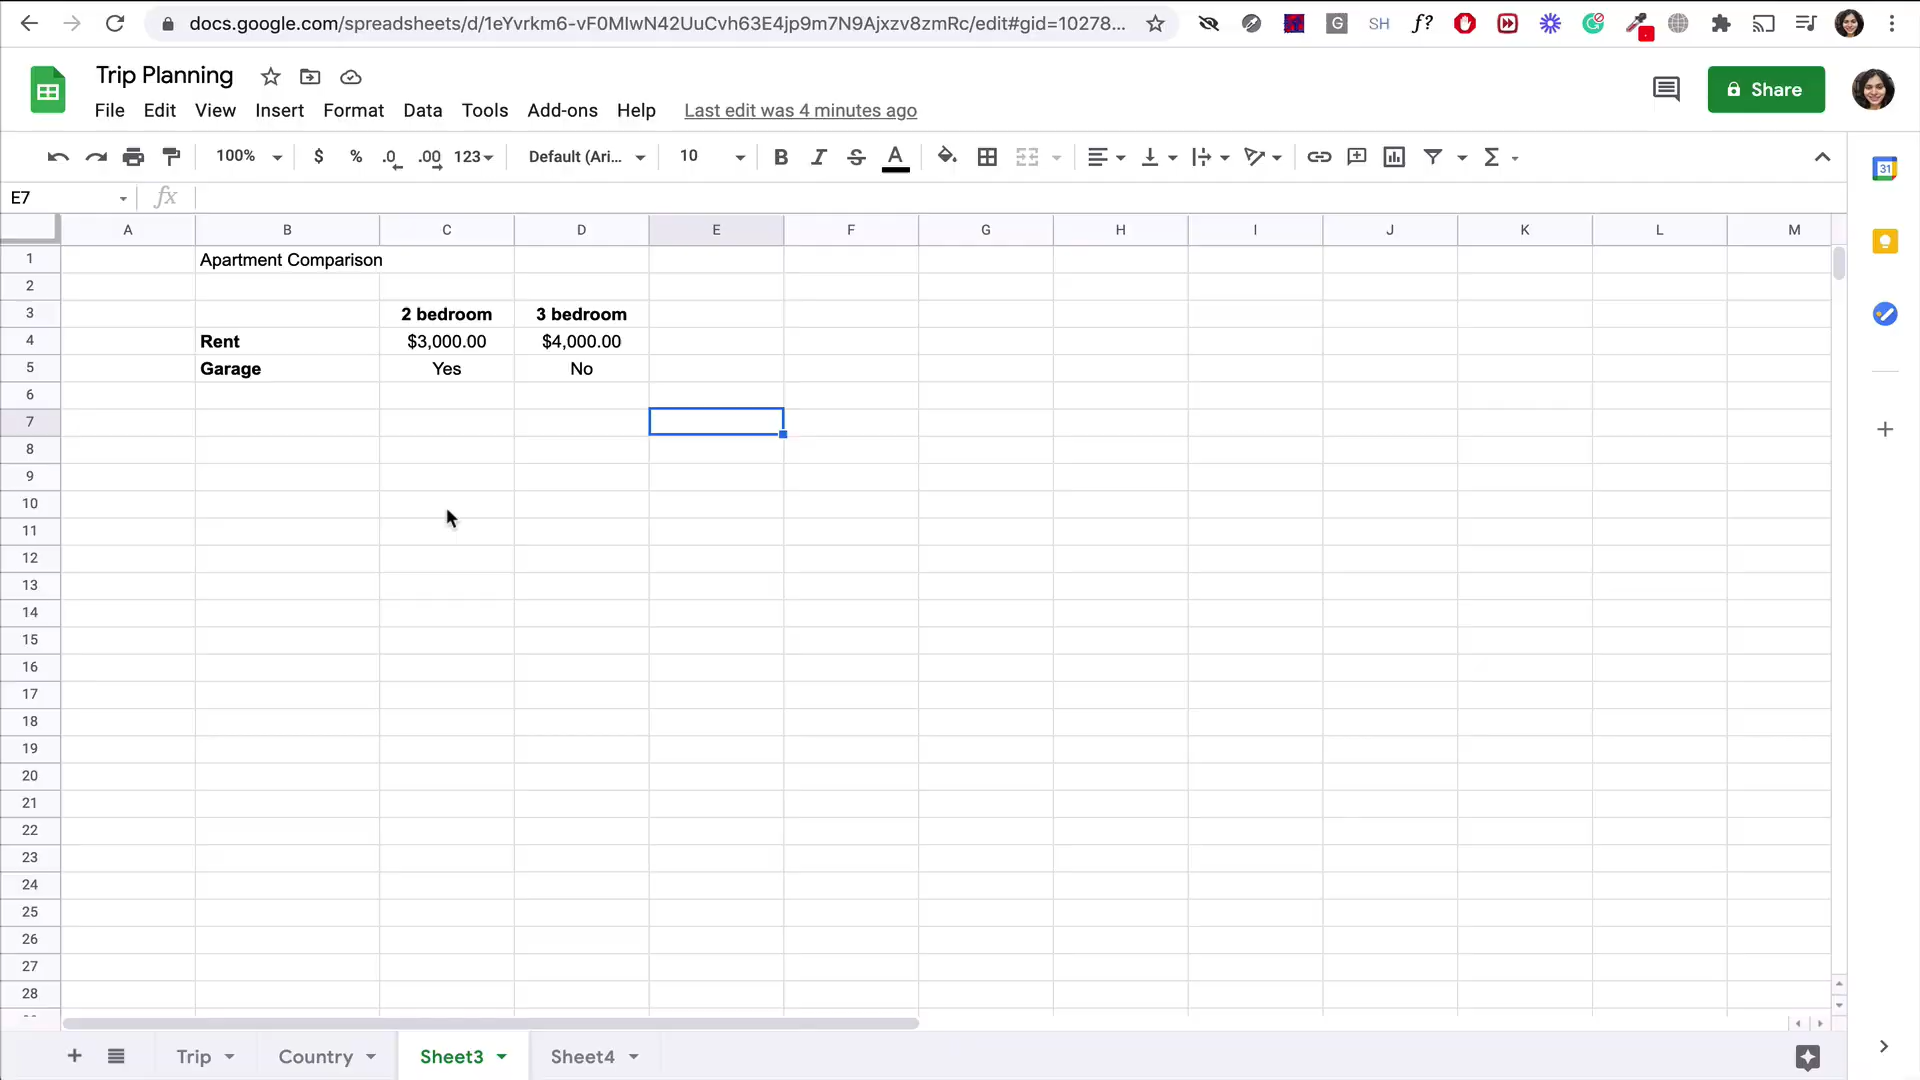 docs.google.com/spreadsheets/d/1eYvrkm6-vF0MIwN42UuCvh63E4jp9m7N9Ajxzv8zmRc/edit#gid=10278...
G SH f?
Trip Planning
File Edit View Insert Format Data Tools Add-ons Help Last edit was 4 minutes ago
Share
100% $ % .0 .00 123 Default (Ari... 10 B I S A Σ
31
E7 fx
A B C D E F G H I J K L M
1 Apartment Comparison
2
3 2 bedroom 3 bedroom
4 Rent $3,000.00 $4,000.00
5 Garage Yes No
6
7
8
9
10
11
12
13
14
15
16
17
18
19
20
21
22
23
24
25
26
27
28
Trip Country Sheet3 Sheet4